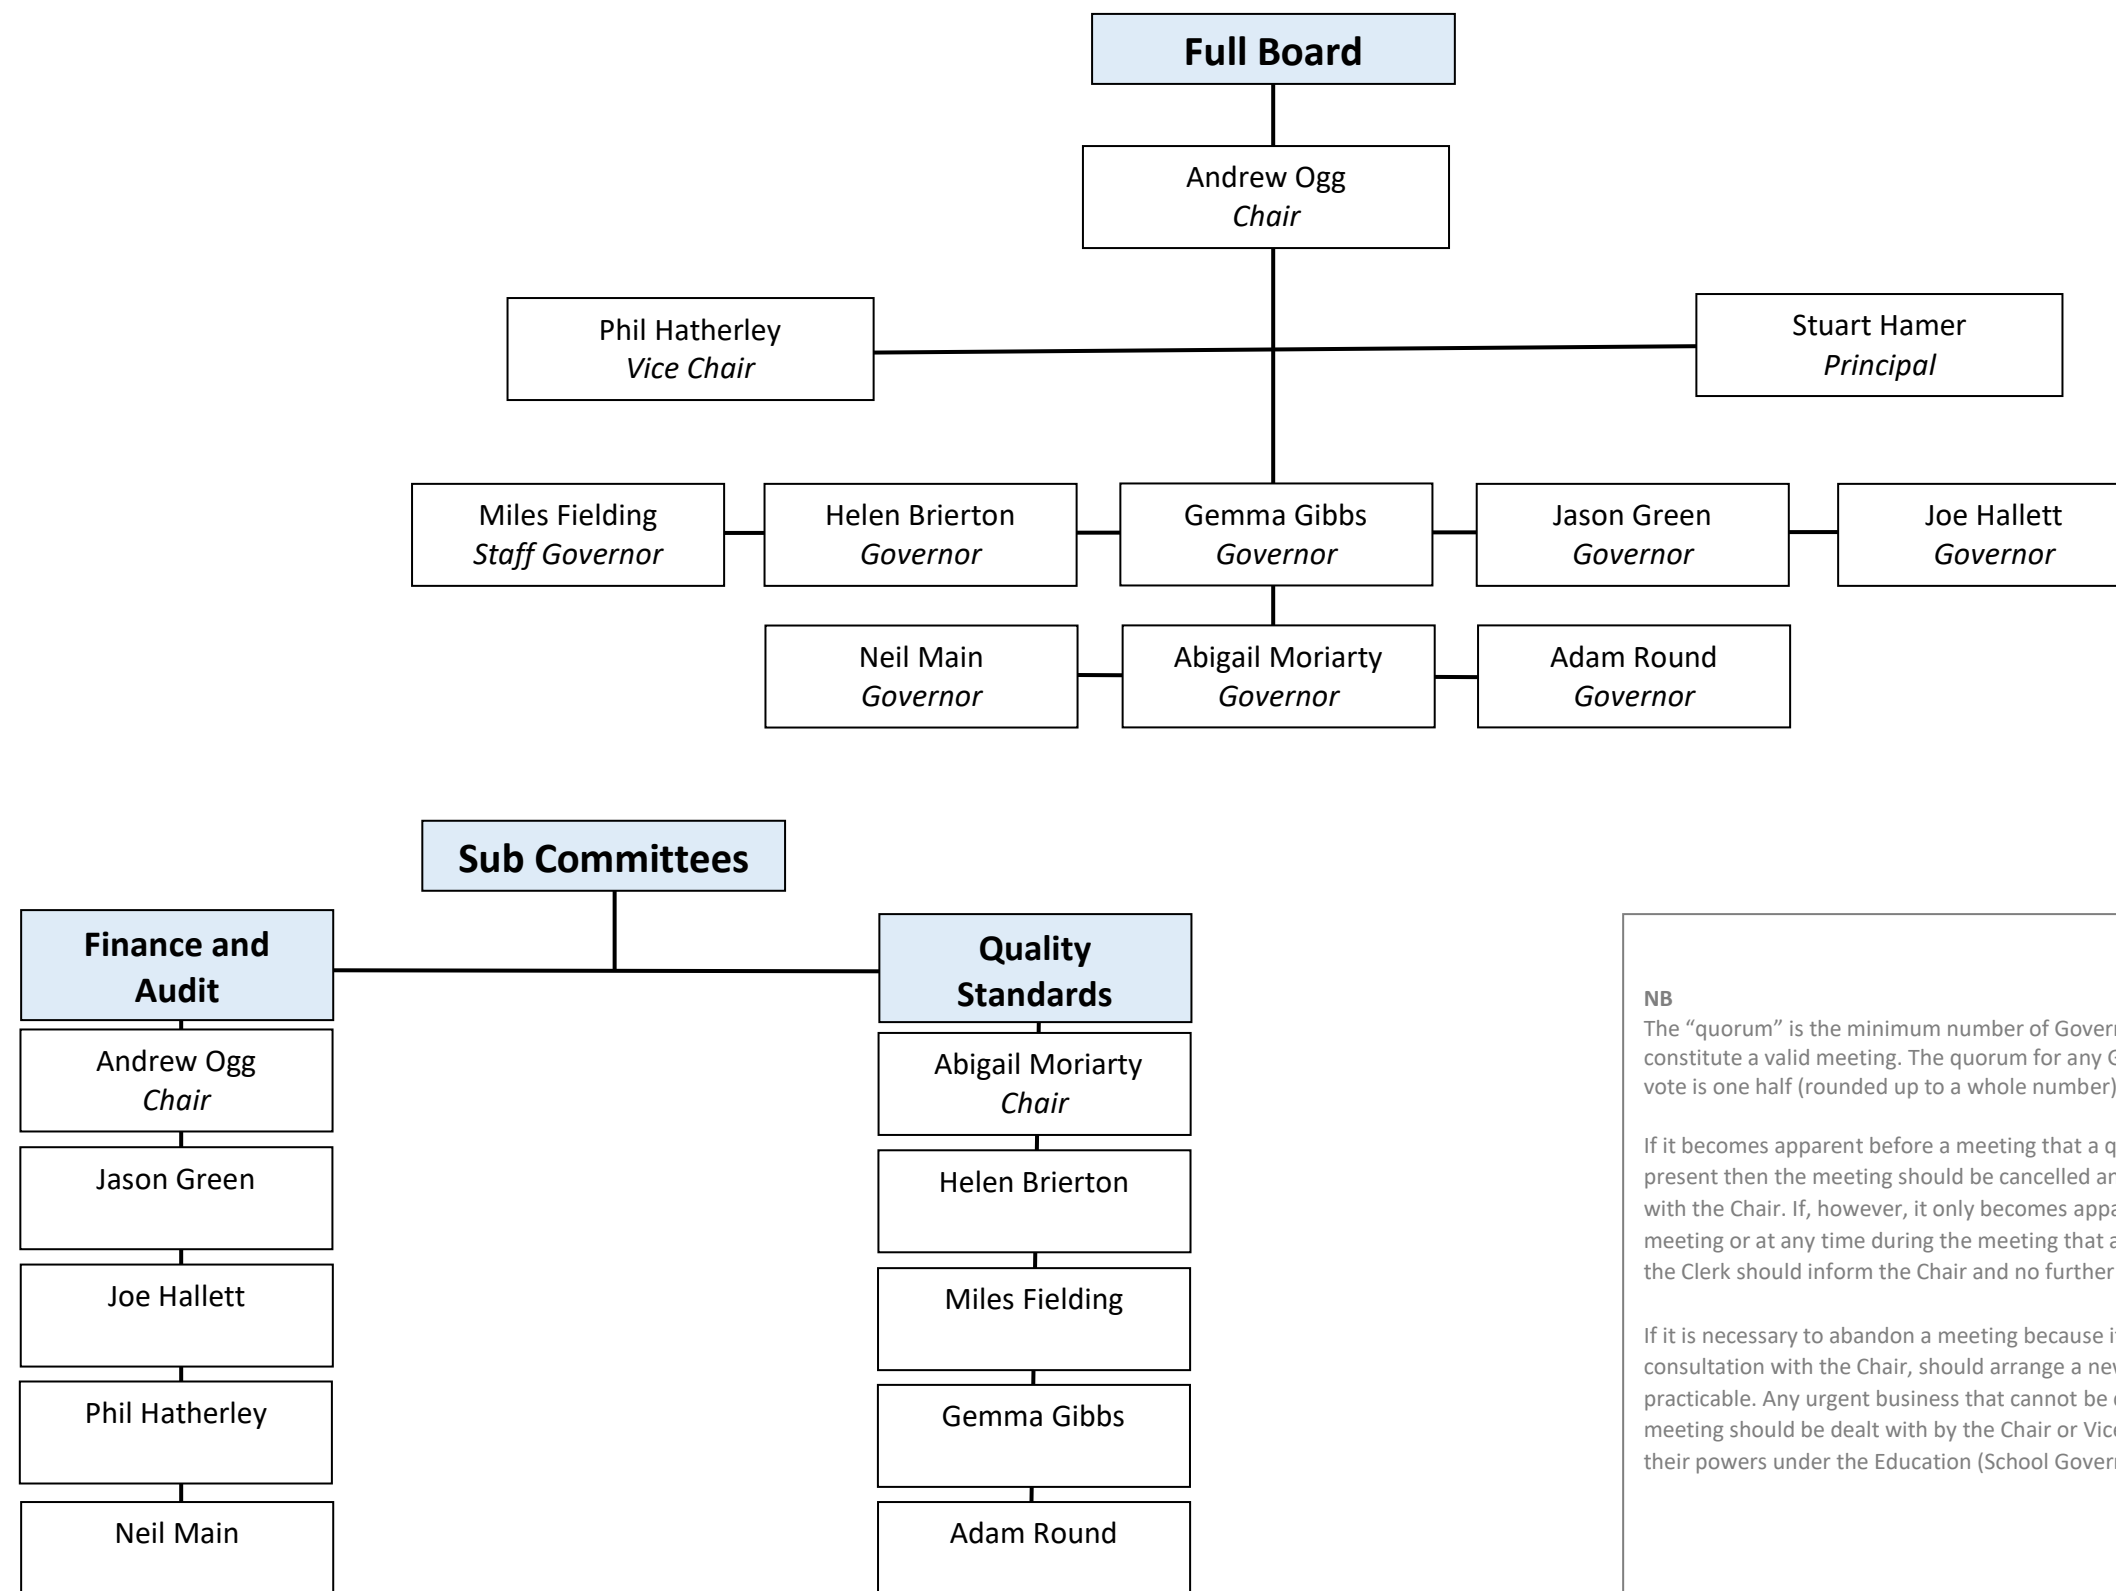 Full Board
Andrew Ogg
Chair
Phil Hatherley
Vice Chair
Stuart Hamer
Principal
Miles Fielding
Staff Governor
Helen Brierton
Governor
Gemma Gibbs
Governor
Jason Green
Governor
Joe Hallett
Governor
Neil Main
Governor
Abigail Moriarty
Governor
Adam Round
Governor
Sub Committees
Finance and
Audit
Andrew Ogg
Chair
Jason Green
Joe Hallett
Phil Hatherley
Neil Main
Quality
Standards
Abigail Moriarty
Chair
Helen Brierton
Miles Fielding
Gemma Gibbs
Adam Round
NB
The “quorum” is the minimum number of
constitute a valid meeting. The quorum for any
vote is one half (rounded up to a whole number)
If it becomes apparent before a meeting that a
present then the meeting should be cancelled
with the Chair. If, however, it only becomes
meeting or at any time during the meeting that
the Clerk should inform the Chair and no further
If it is necessary to abandon a meeting because
consultation with the Chair, should arrange a
practicable. Any urgent business that cannot be
meeting should be dealt with by the Chair or
their powers under the Education (School